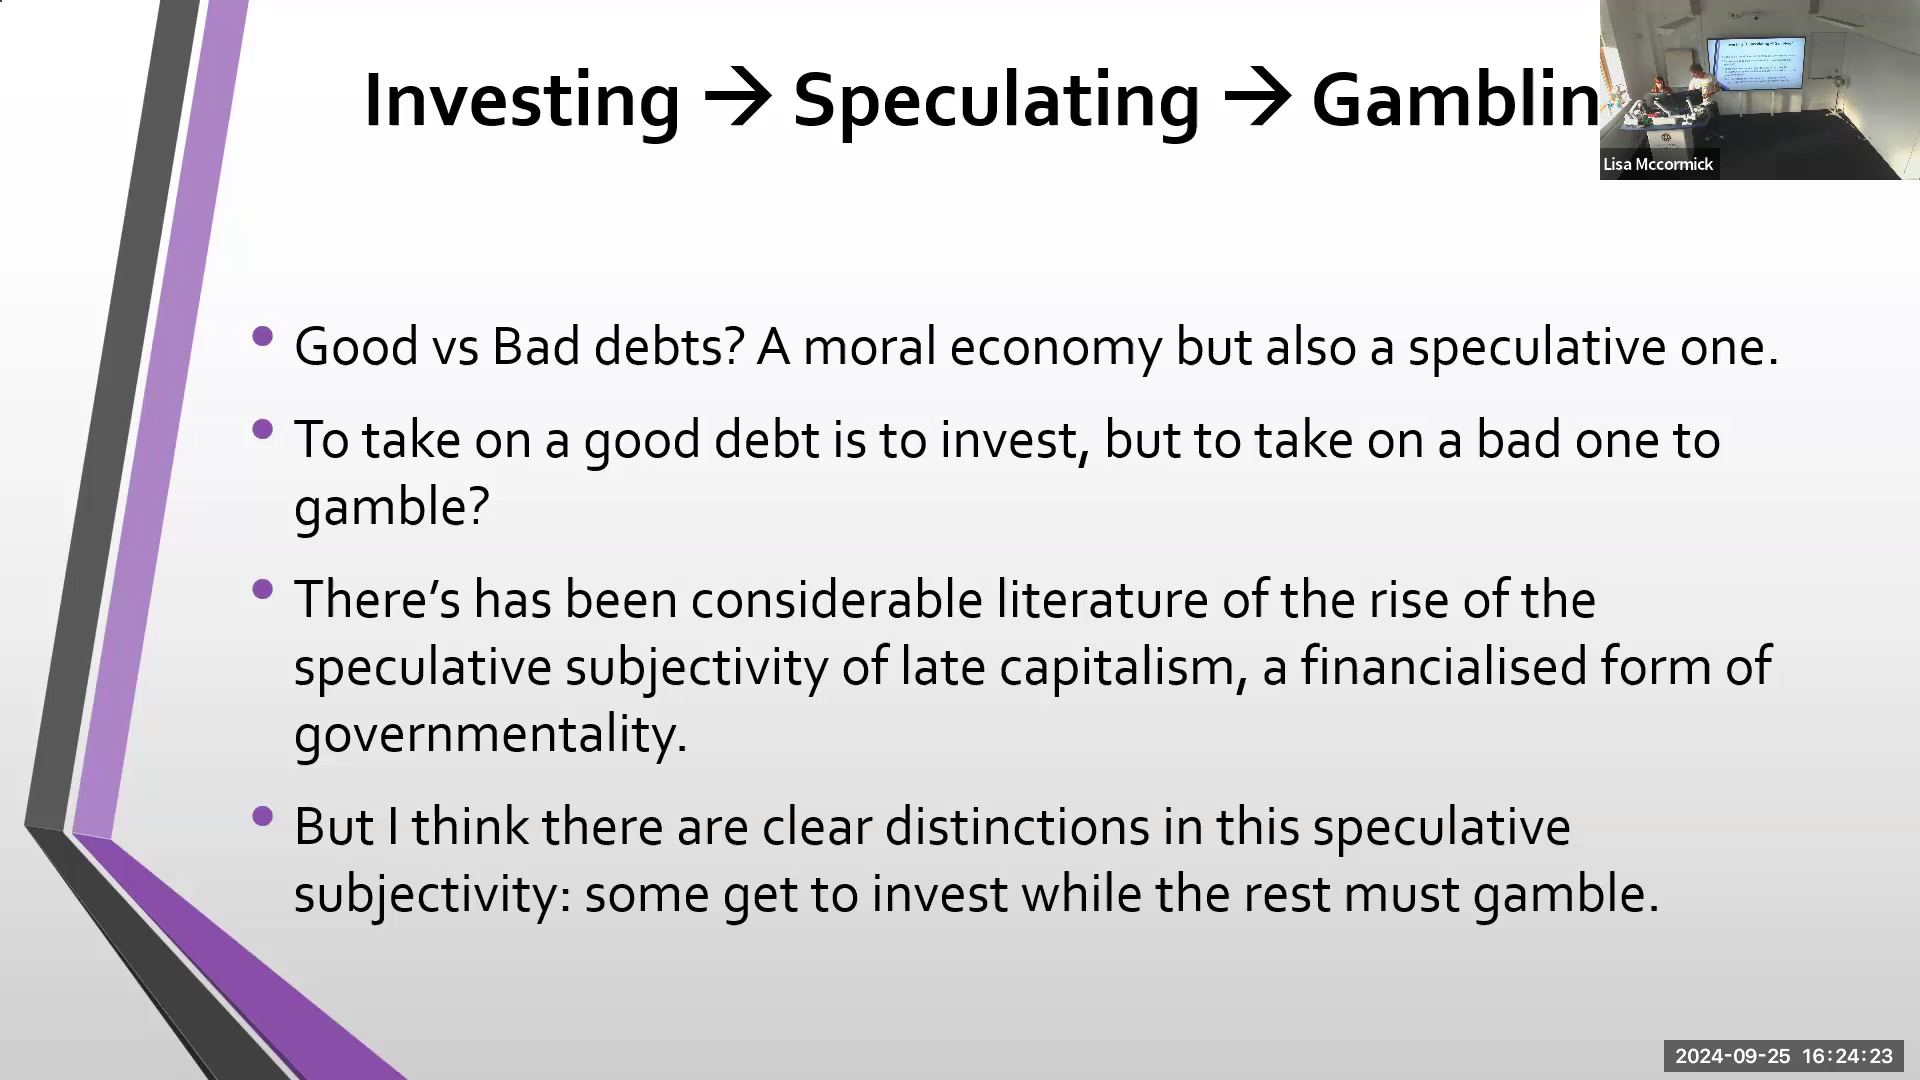 Investing → Speculating → Gamblin
Lisa Mccormick
• Good vs Bad debts? A moral economy but also a speculative one.
• To take on a good debt is to invest, but to take on a bad one to
gamble?
• There’s has been considerable literature of the rise of the
speculative subjectivity of late capitalism, a financialised form of
governmentality.
• But I think there are clear distinctions in this speculative
subjectivity: some get to invest while the rest must gamble.
2024-09-25 16:24:23